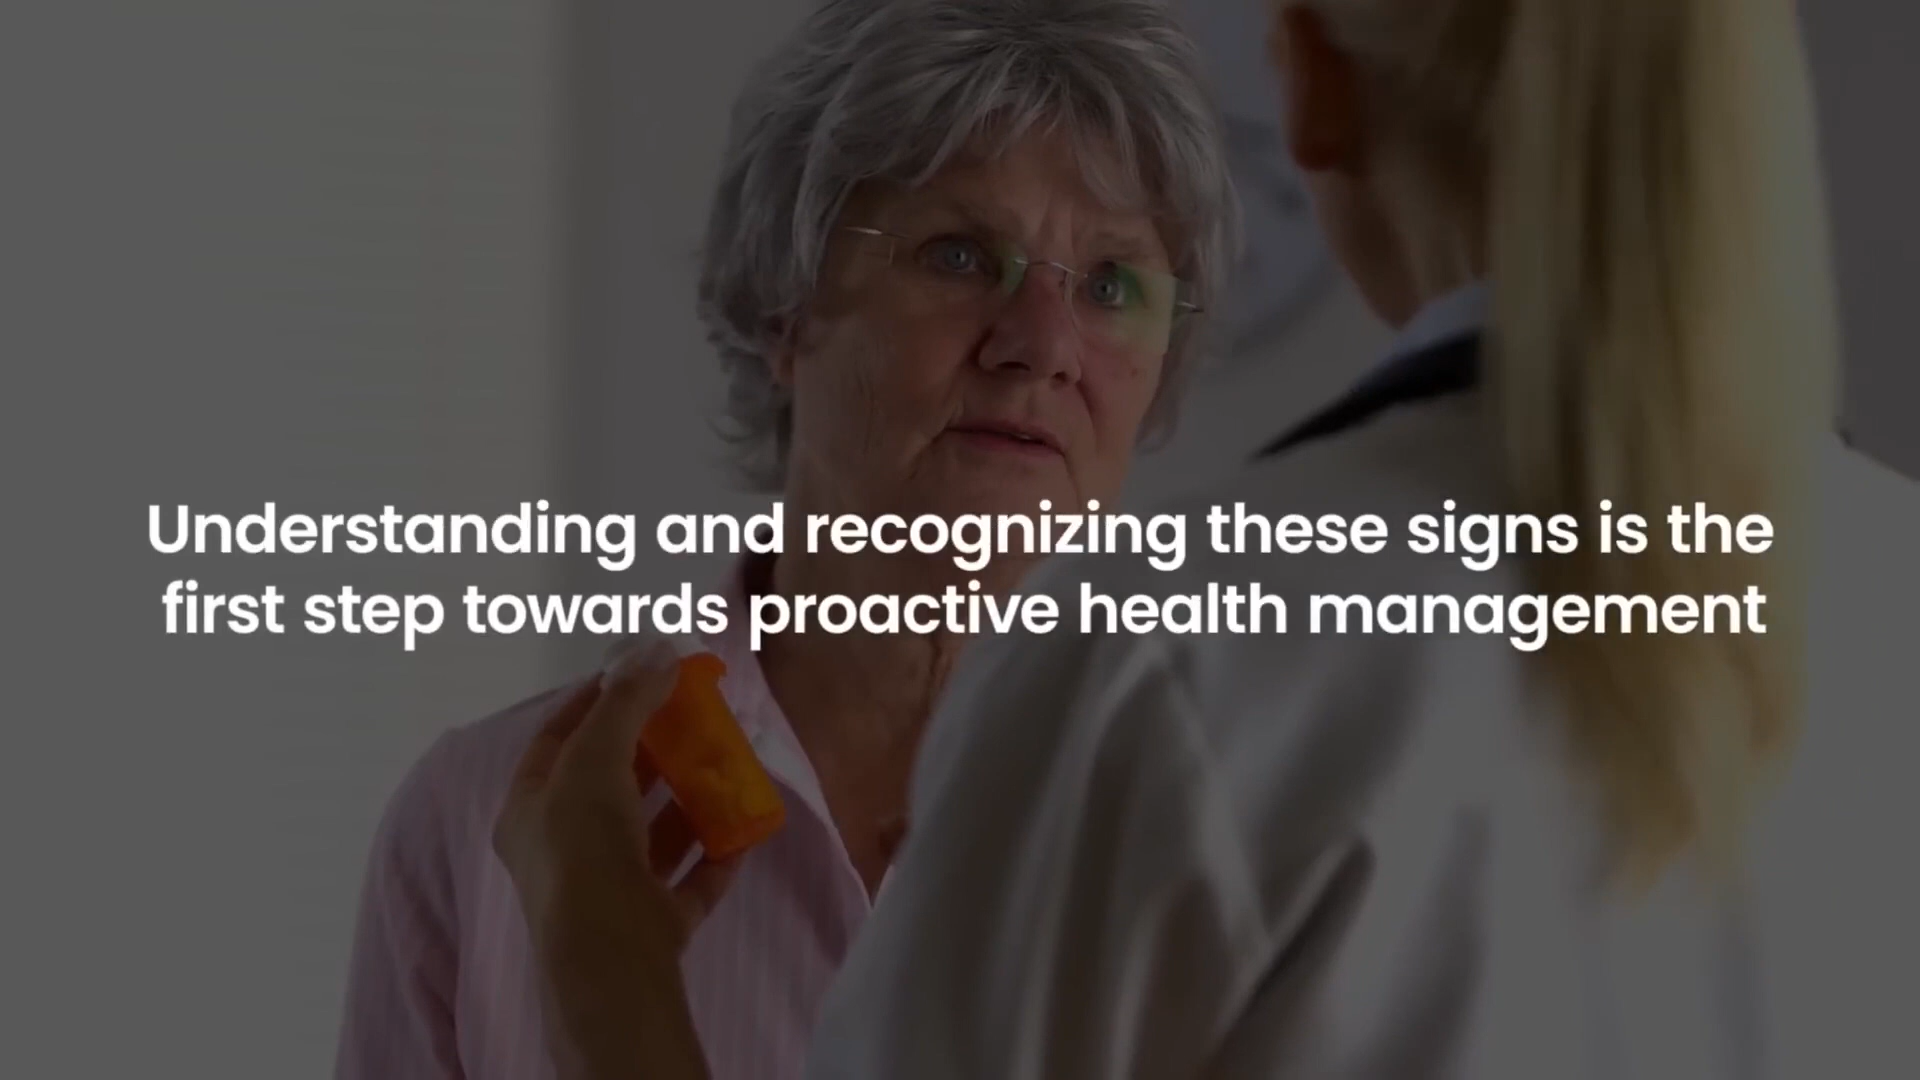 Understanding and recognizing these signs is the
first step towards proactive health management